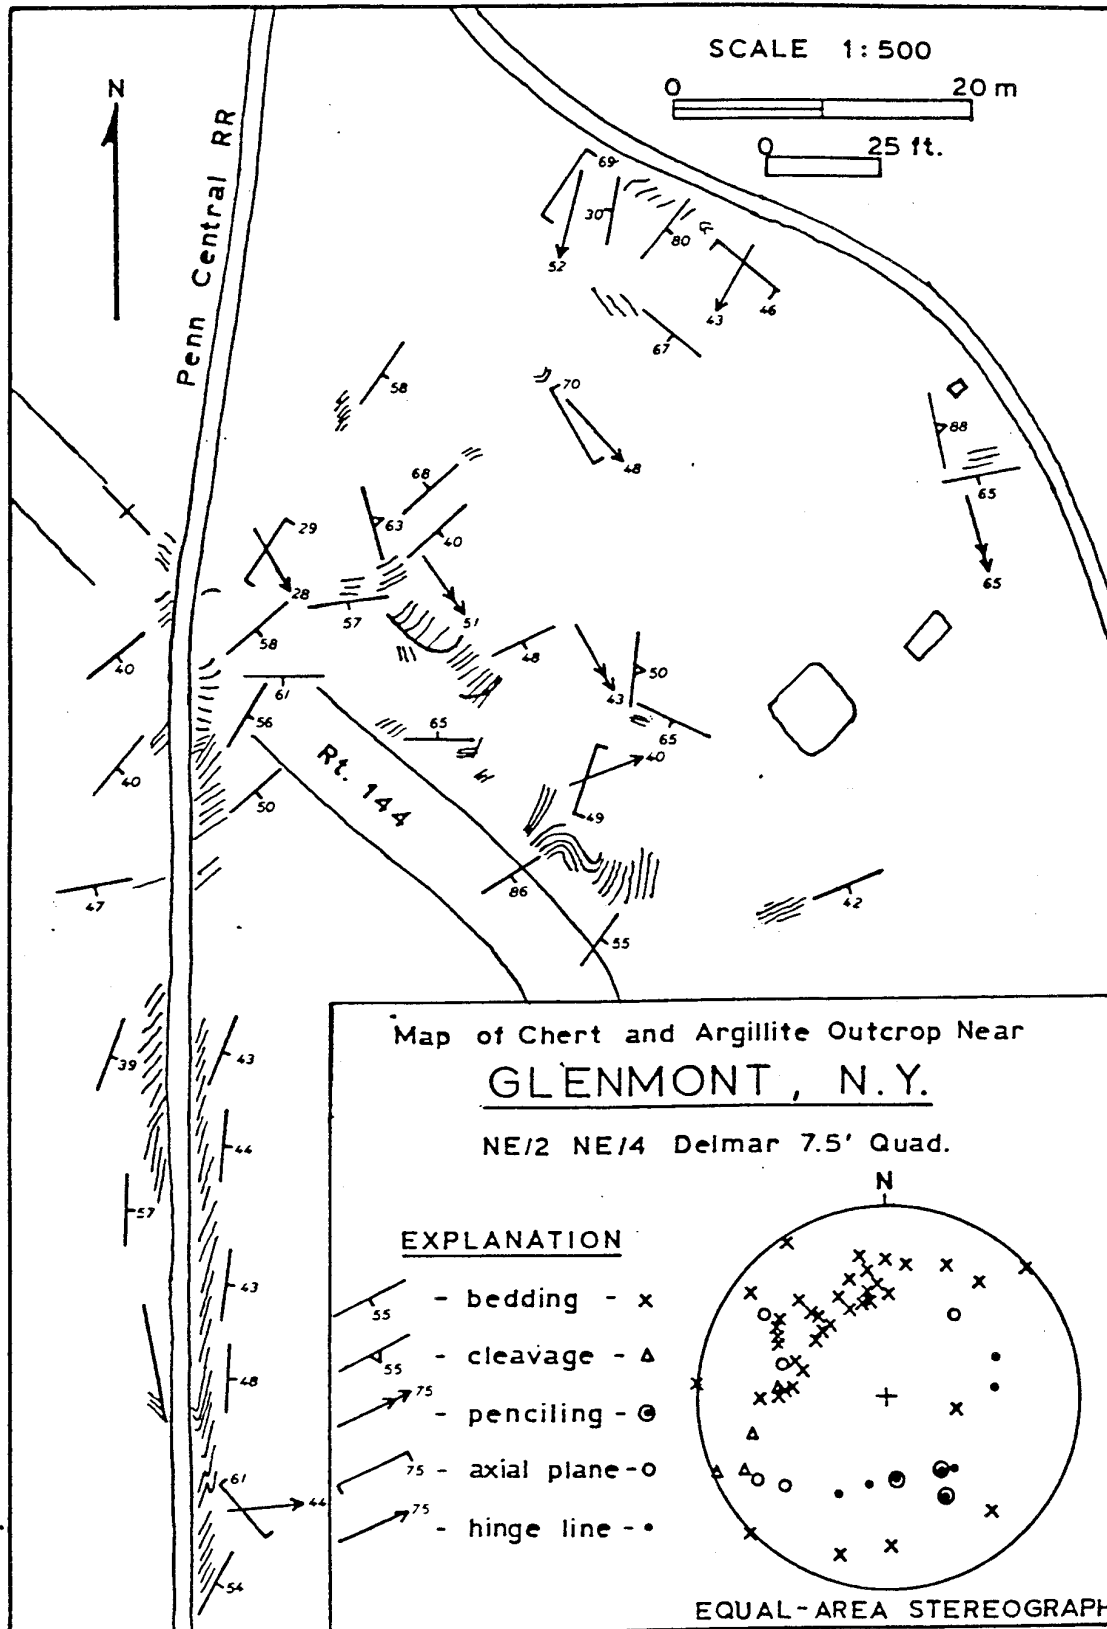 SCALE 1:500
0 20 m
0 25 ft.
N
Penn Central RR
69
30
80
52
43
46
67
58
70
48
88
65
65
68
63
40
29
28
57
51
58
48
40
61
43
50
56
65
65
40
40
Rt. 144
50
49
47
86
42
55
39
43
44
57
43
48
61
44
54
Map of Chert and Argillite Outcrop Near
GLENMONT, N.Y.
NE/2 NE/4 Delmar 7.5' Quad.
N
EXPLANATION
55 - bedding - x
55 - cleavage - Δ
75 - penciling -
75 - axial plane - o
75 - hinge line - •
EQUAL-AREA STEREOGRAPH